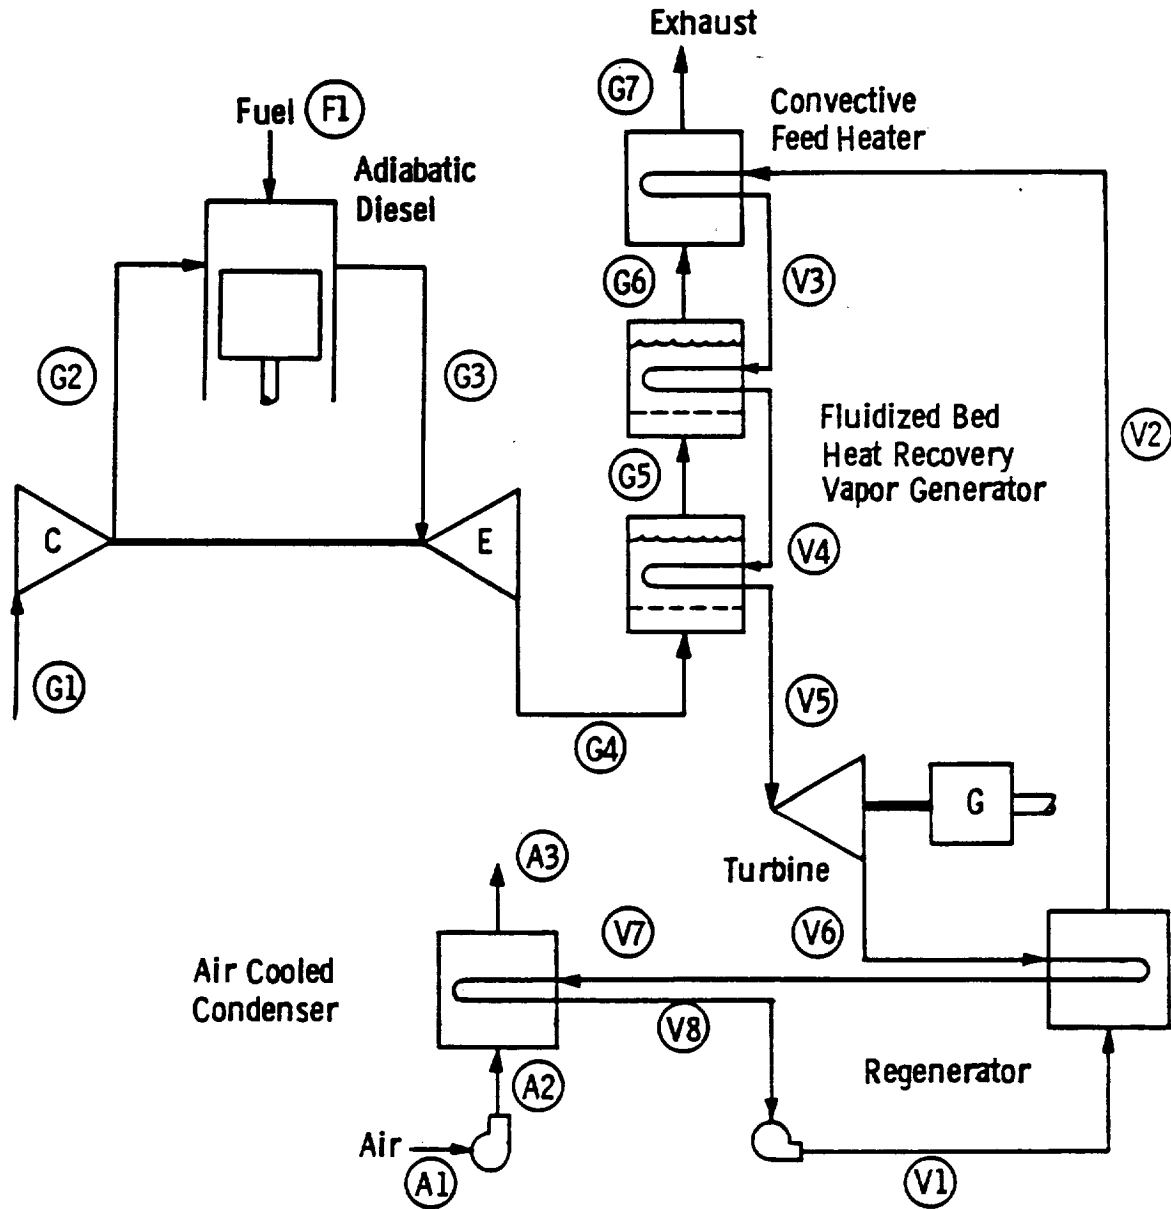 Exhaust
G7
Fuel F1
Convective
Feed Heater
Adiabatic
Diesel
G6
V3
G2
G3
Fluidized Bed
Heat Recovery
Vapor Generator
V2
G5
C
E
V4
G1
V5
G4
G
A3
Turbine
V7
V6
Air Cooled
Condenser
V8
Regenerator
A2
Air
A1
V1